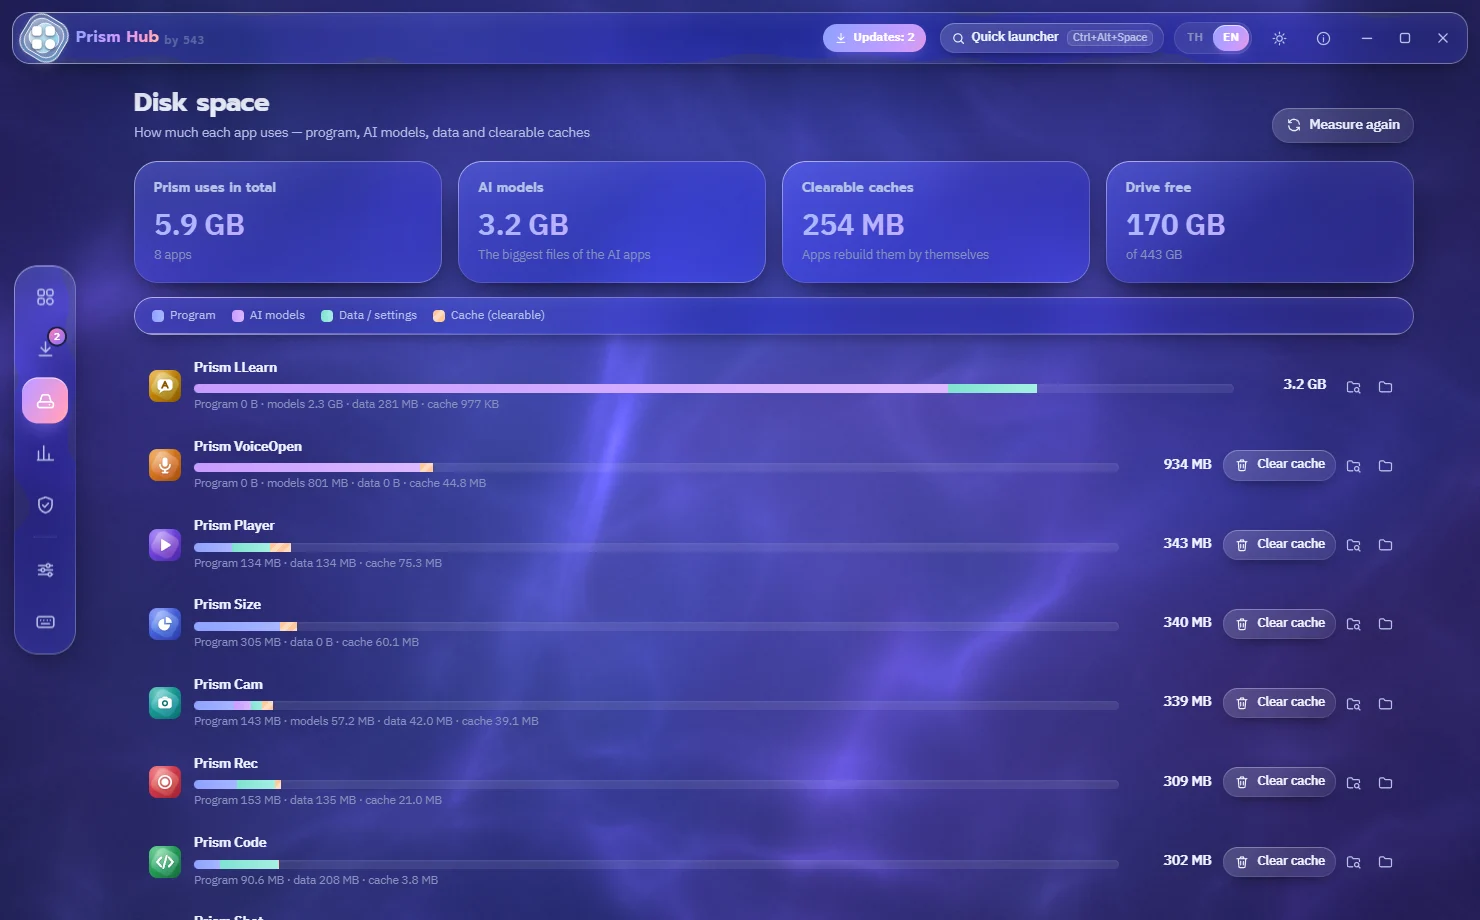 Prism Hub by 543
Updates: 2
Quick launcher Ctrl+Alt+Space
TH EN
Disk space
How much each app uses — program, AI models, data and clearable caches
Measure again
Prism uses in total
5.9 GB
8 apps
AI models
3.2 GB
The biggest files of the AI apps
Clearable caches
254 MB
Apps rebuild them by themselves
Drive free
170 GB
of 443 GB
2
Program AI models Data / settings Cache (clearable)
Prism LLearn
3.2 GB
Program 0 B · models 2.3 GB · data 281 MB · cache 977 KB
Prism VoiceOpen
934 MB Clear cache
Program 0 B · models 801 MB · data 0 B · cache 44.8 MB
Prism Player
343 MB Clear cache
Program 134 MB · data 134 MB · cache 75.3 MB
Prism Size
340 MB Clear cache
Program 305 MB · data 0 B · cache 60.1 MB
Prism Cam
339 MB Clear cache
Program 143 MB · models 57.2 MB · data 42.0 MB · cache 39.1 MB
Prism Rec
309 MB Clear cache
Program 153 MB · data 135 MB · cache 21.0 MB
Prism Code
302 MB Clear cache
Program 90.6 MB · data 208 MB · cache 3.8 MB